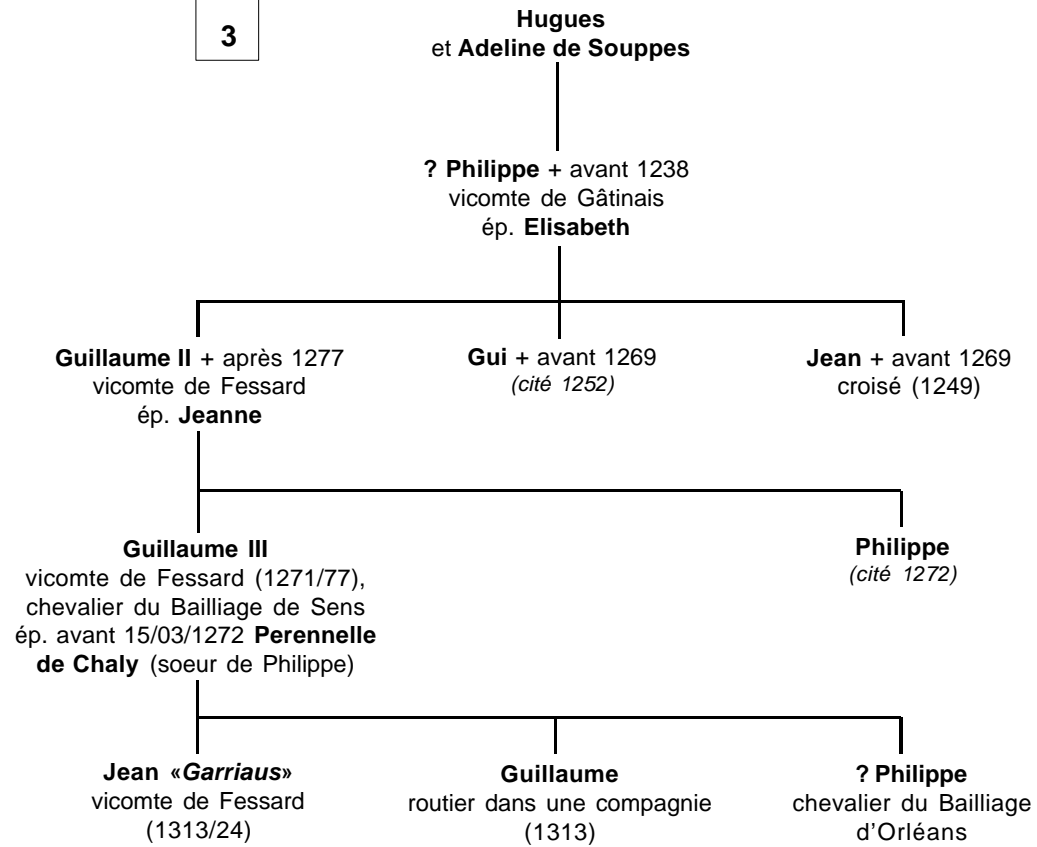 3
Hugues
et Adeline de Souppes
? Philippe + avant 1238
vicomte de Gâtinais
ép. Elisabeth
Guillaume II + après 1277
vicomte de Fessard
ép. Jeanne
Gui + avant 1269
(cité 1252)
Jean + avant 1269
croisé (1249)
Guillaume III
vicomte de Fessard (1271/77),
chevalier du Bailliage de Sens
ép. avant 15/03/1272 Perennelle
de Chaly (soeur de Philippe)
Philippe
(cité 1272)
Jean «Garriaus»
vicomte de Fessard
(1313/24)
Guillaume
routier dans une compagnie
(1313)
? Philippe
chevalier du Bailliage
d'Orléans